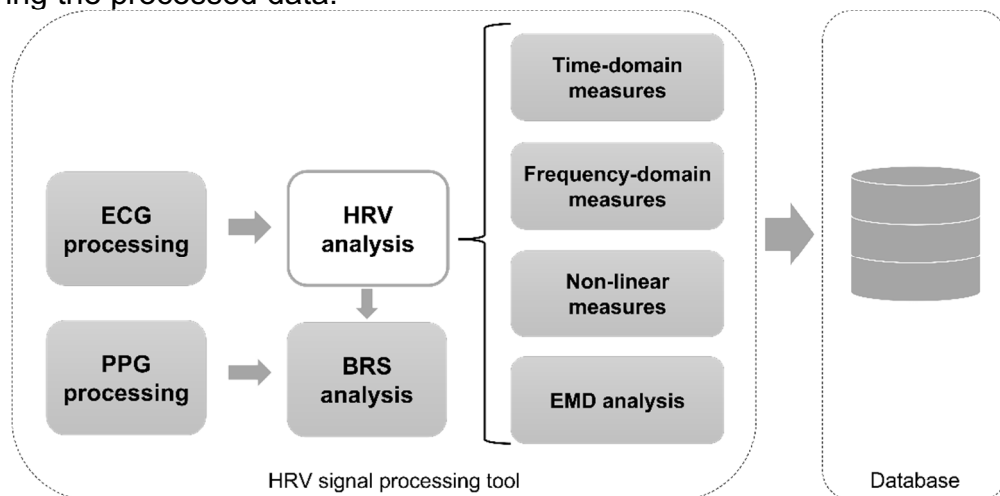 ing the processed data.
Time-domain
measures
Frequency-domain
measures
ECG
processing
HRV
analysis
Non-linear
measures
PPG
processing
BRS
analysis
EMD analysis
HRV signal processing tool
Database